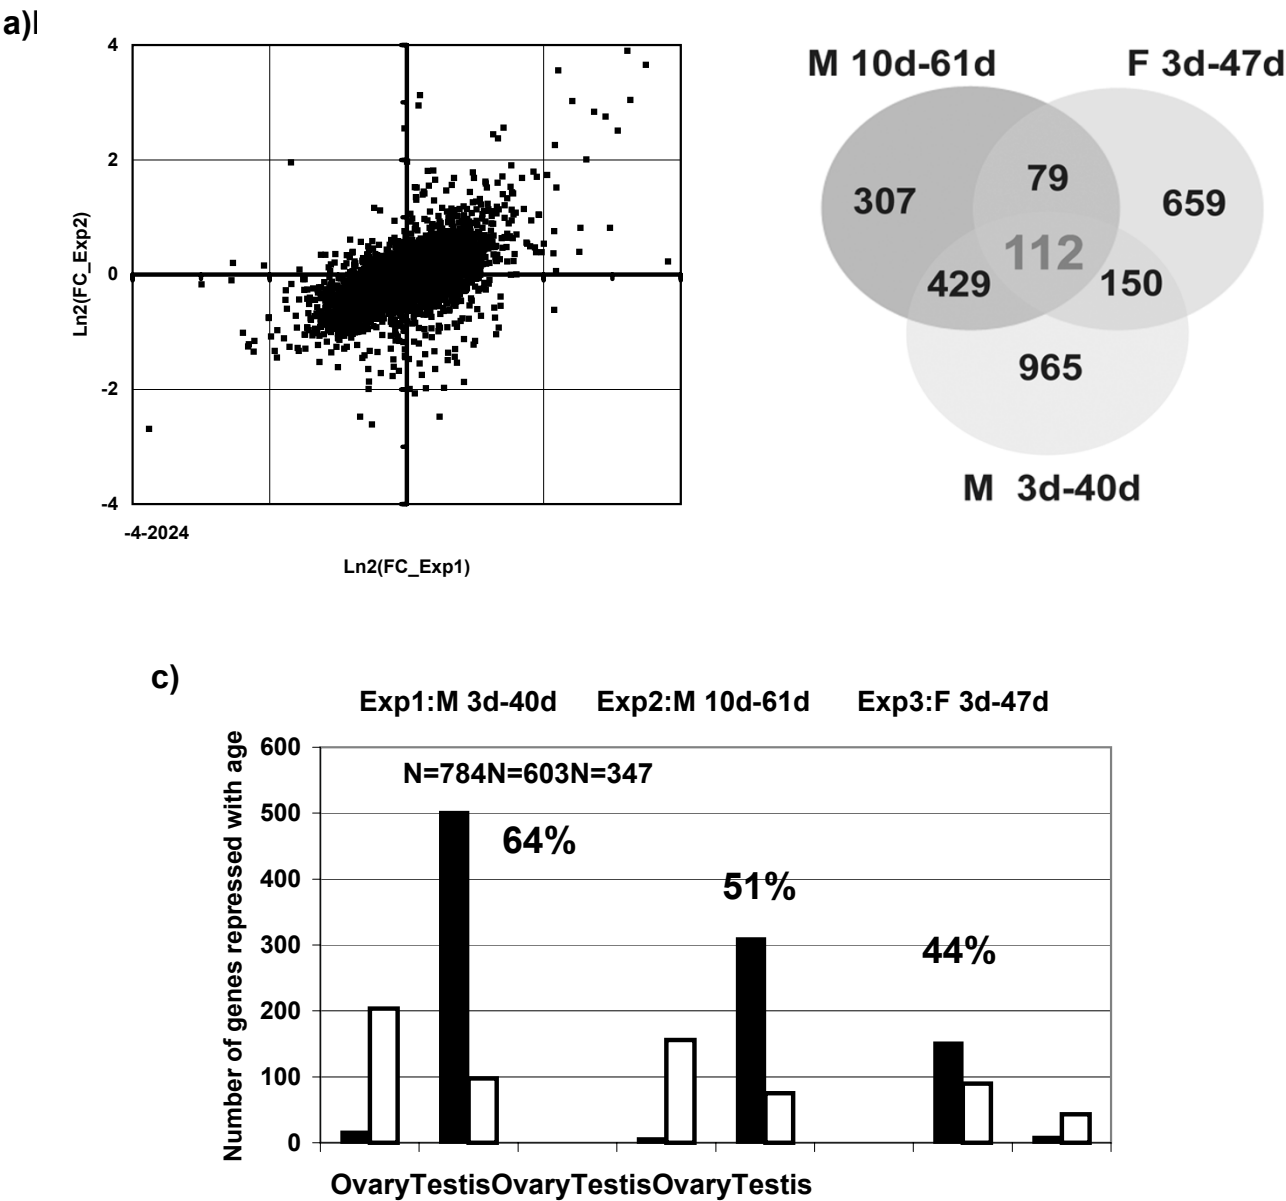 a)
4
2
0
-2
-4
Ln2(FC_Exp2)
-4-2024
Ln2(FC_Exp1)
M 10d-61d
F 3d-47d
307
79
659
112
429
150
965
M 3d-40d
c)
Exp1:M 3d-40d Exp2:M 10d-61d Exp3:F 3d-47d
Number of genes repressed with age
600
500
400
300
200
100
0
N=784N=603N=347
64%
51%
44%
OvaryTestisOvaryTestisOvaryTestis